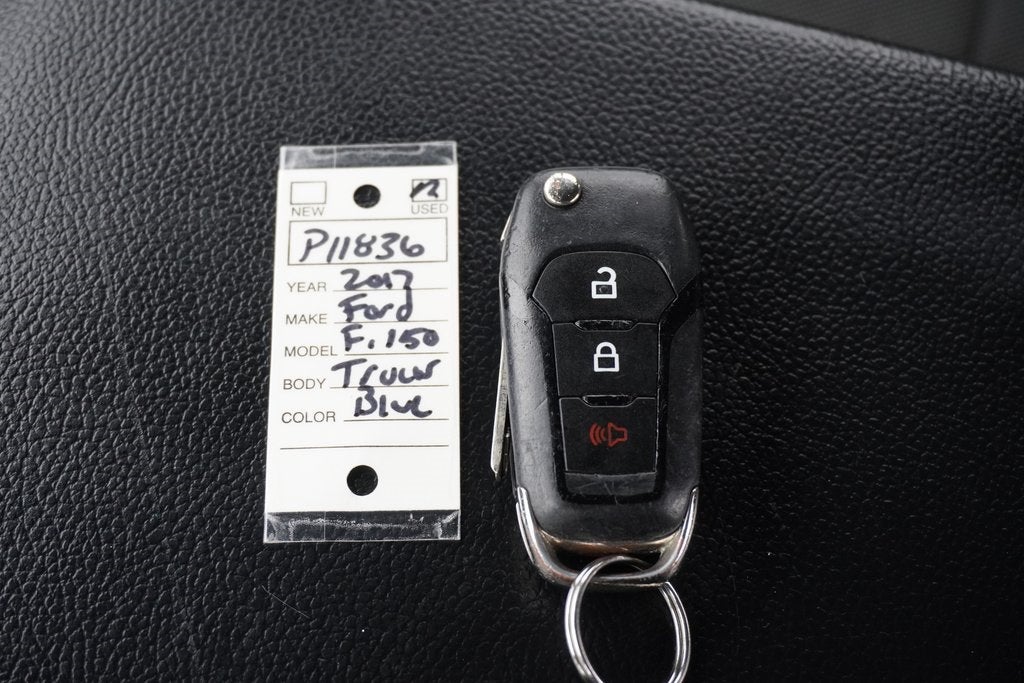 NEW USED
P11836
YEAR 2017
MAKE Ford
MODEL F-150
BODY Truck
COLOR Blue